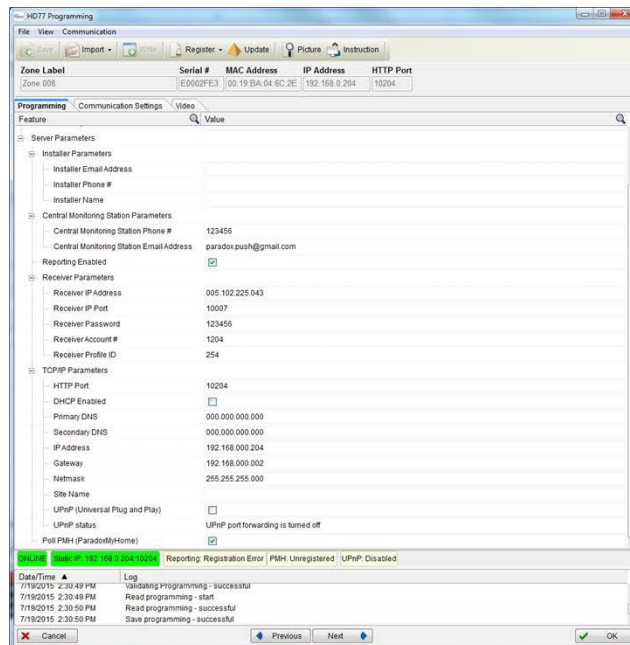 HD77 Programming
File View Communication
Save Import Write Register Update Picture Instruction
Zone Label Serial # MAC Address IP Address HTTP Port
Zone 008 E0002FE3 00:19:BA:04:6C:2E 192.168.0.204 10204
Programming Communication Settings Video
Feature Value
Server Parameters
Installer Parameters
Installer Email Address
Installer Phone #
Installer Name
Central Monitoring Station Parameters
Central Monitoring Station Phone # 123456
Central Monitoring Station Email Address paradox.push@gmail.com
Reporting Enabled
Receiver Parameters
Receiver IP Address 005.102.225.043
Receiver IP Port 10007
Receiver Password 123456
Receiver Account # 1204
Receiver Profile ID 254
TCP/IP Parameters
HTTP Port 10204
DHCP Enabled
Primary DNS 000.000.000.000
Secondary DNS 000.000.000.000
IP Address 192.168.000.204
Gateway 192.168.000.002
Netmask 255.255.255.000
Site Name
UPnP (Universal Plug and Play)
UPnP status UPnP port forwarding is turned off
Poll PMH (ParadoxMyHome)
ONLINE Static IP: 192.168.0.204:10204 Reporting: Registration Error PMH: Unregistered UPnP: Disabled
Date/Time Log
7/19/2015 2:30:49 PM Validating Programming - successful
7/19/2015 2:30:49 PM Read programming - start
7/19/2015 2:30:50 PM Read programming - successful
7/19/2015 2:30:50 PM Save programming - successful
Cancel Previous Next OK